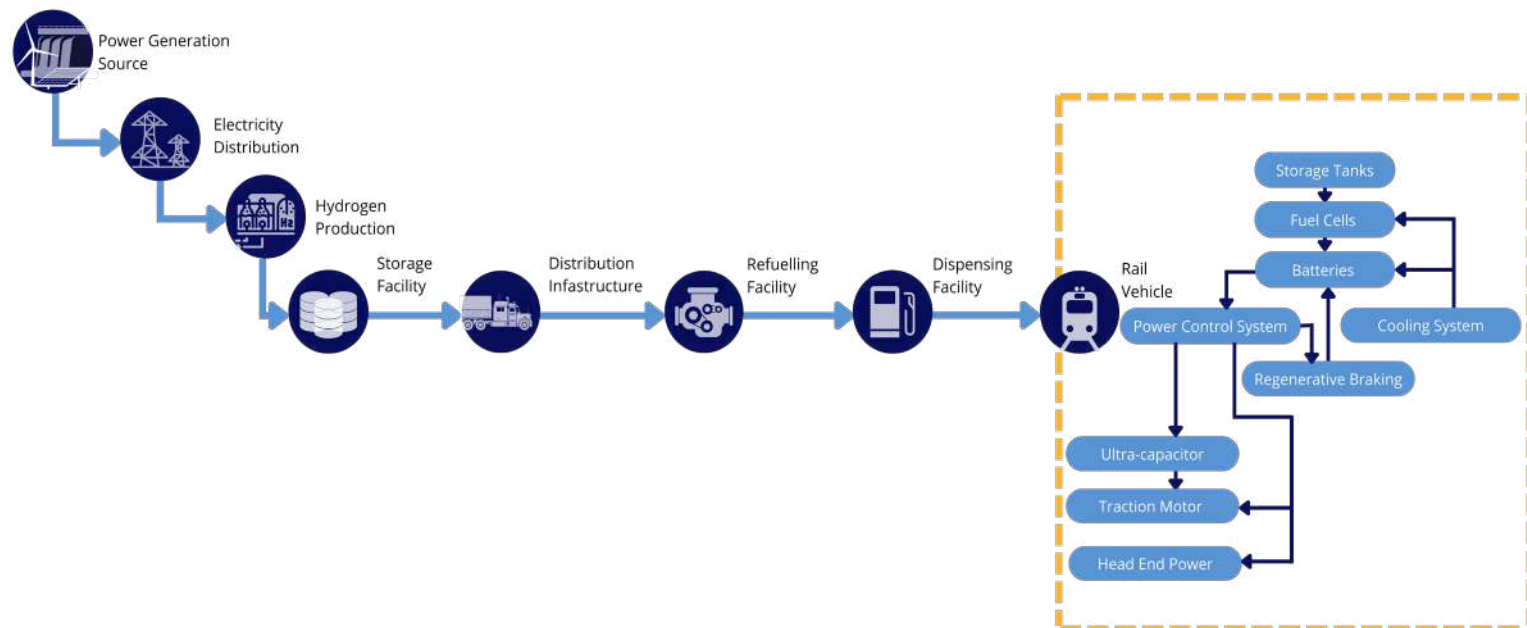 Power Generation
Source
Electricity
Distribution
Hydrogen
Production
H2
Storage
Facility
Distribution
Infastructure
Refuelling
Facility
Dispensing
Facility
Rail
Vehicle
Storage Tanks
Fuel Cells
Batteries
Power Control System
Cooling System
Regenerative Braking
Ultra-capacitor
Traction Motor
Head End Power